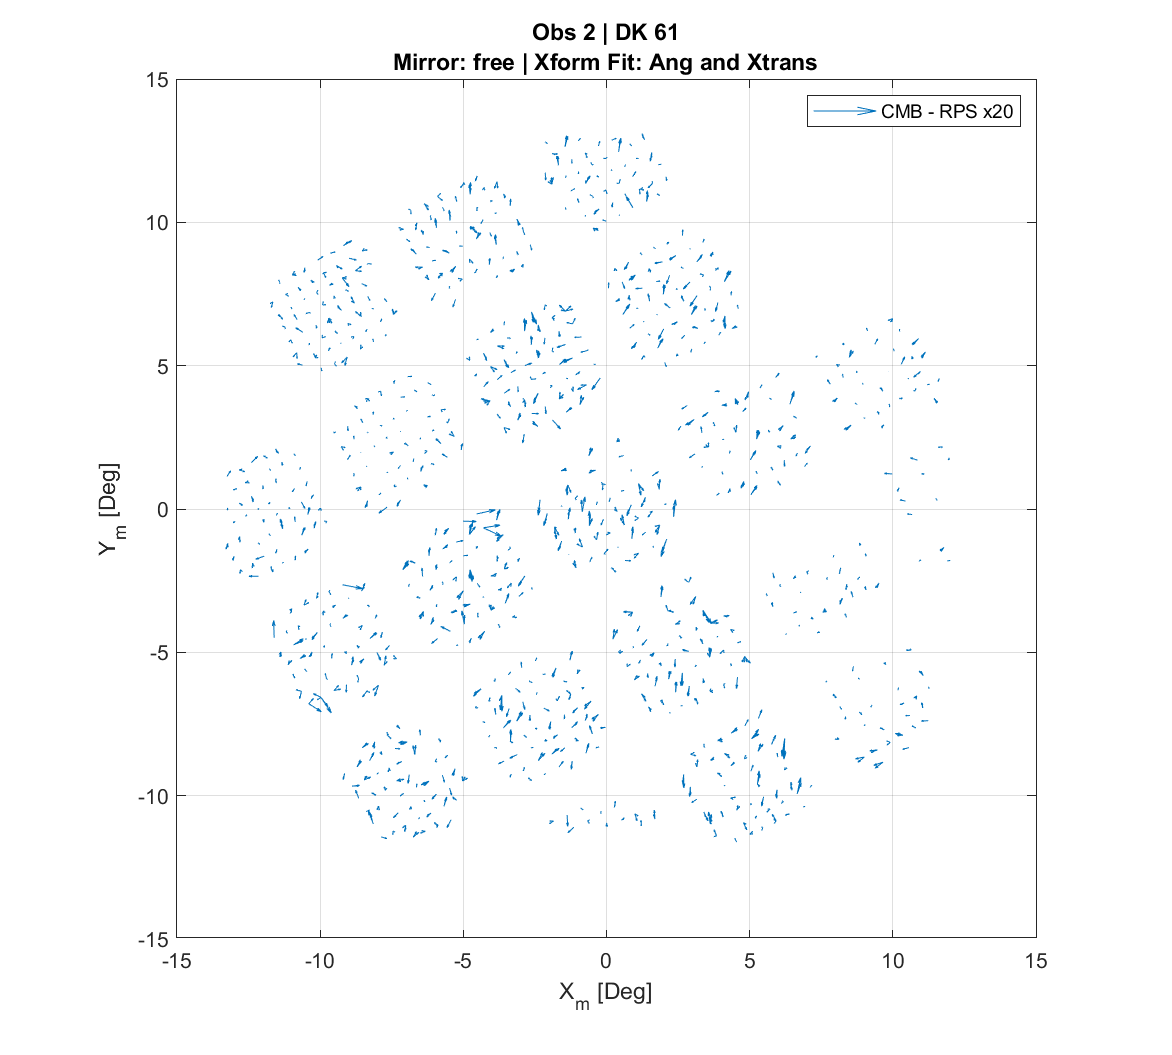 Obs 2 | DK 61
Mirror: free | Xform Fit: Ang and Xtrans
CMB - RPS x20
15
10
5
0
-5
-10
-15
Y_m [Deg]
-15 -10 -5 0 5 10 15
X_m [Deg]